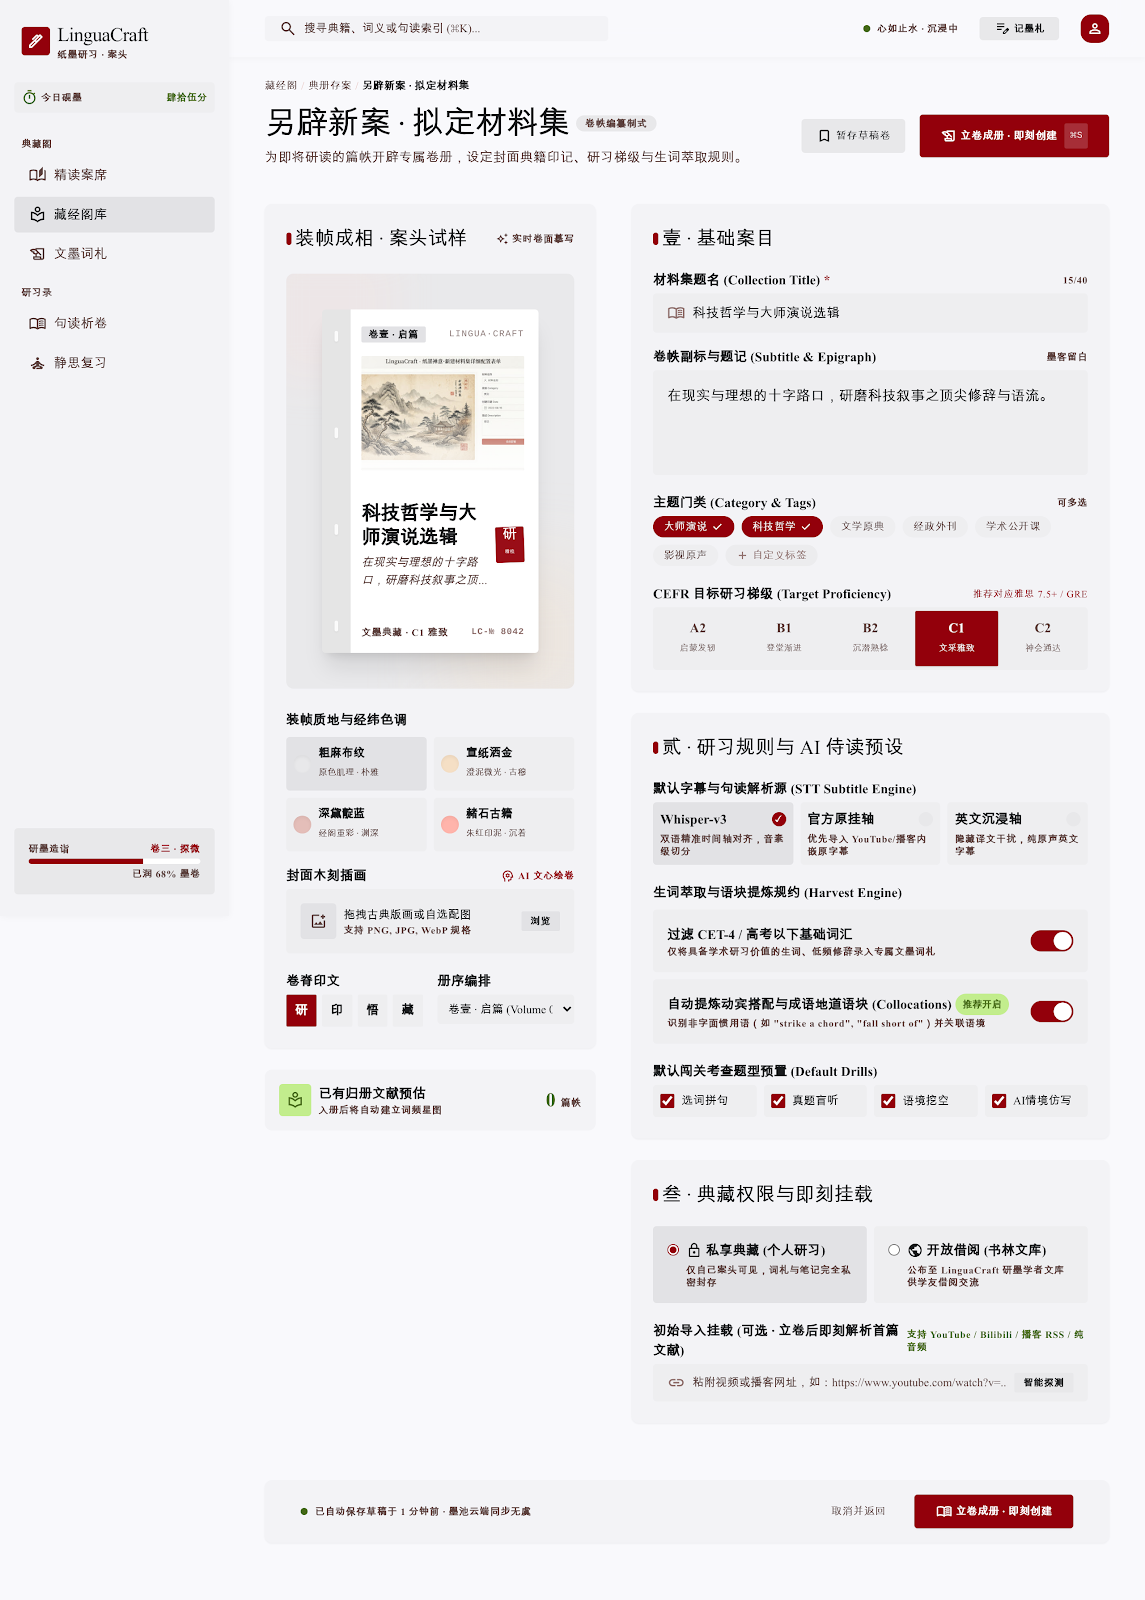 LinguaCraft
纸墨研习 · 案头
今日砚墨
肆拾伍分
典藏阁
精读案席
藏经阁库
文墨词札
研习录
句读析卷
静思复习
研墨造诣
卷三 · 探微
已洞 68% 墨卷
搜寻典籍、词义或句读索引 (⌘K)...
心如止水 · 沉浸中
记墨札
藏经阁 / 典册存案 / 另辟新案 · 拟定材料集
另辟新案 · 拟定材料集
卷帙编纂制式
为即将研读的篇帙开辟专属卷册，设定封面典籍印记、研习梯级与生词萃取规则。
暂存草稿卷
立卷成册 · 即刻创建 ⌘S
装帧成相 · 案头试样
实时卷面摹写
卷壹 · 启篇
LINGUA·CRAFT
LinguaCraft · 纸墨禅意·新建材料集详细配置表单
科技哲学与大
师演说选辑
研
在现实与理想的十字路
口，研磨科技叙事之顶...
文墨典藏 · C1 雅致
LC-№ 8042
装帧质地与经纬色调
粗麻布纹
原色肌理 · 朴雅
宣纸洒金
澄泥微光 · 古穆
深黛靛蓝
经阁重彩 · 渊深
赭石古籍
朱红印泥 · 沉着
封面木刻插画
AI 文心绘卷
拖拽古典版画或自选配图
支持 PNG, JPG, WebP 规格
浏览
卷脊印文
册序编排
研
印
悟
藏
卷壹 · 启篇 (Volume (
已有归册文献预估
入册后将自动建立词频星图
0 篇帙
壹 · 基础案目
材料集题名 (Collection Title) *
15/40
科技哲学与大师演说选辑
卷帙副标与题记 (Subtitle & Epigraph)
墨客留白
在现实与理想的十字路口，研磨科技叙事之顶尖修辞与语流。
主题门类 (Category & Tags)
可多选
大师演说
科技哲学
文学原典
经政外刊
学术公开课
影视原声
自定义标签
CEFR 目标研习梯级 (Target Proficiency)
推荐对应雅思 7.5+ / GRE
A2
启蒙发轫
B1
登堂渐进
B2
沉潜熟稔
C1
文采雅致
C2
神会通达
贰 · 研习规则与 AI 侍读预设
默认字幕与句读解析源 (STT Subtitle Engine)
Whisper-v3
双语精准时间轴对齐，音素
级切分
官方原挂轴
优先导入 YouTube/播客内
嵌原字幕
英文沉浸轴
隐藏译文干扰，纯原声英文
字幕
生词萃取与语块提炼规约 (Harvest Engine)
过滤 CET-4 / 高考以下基础词汇
仅将具备学术研习价值的生词、低频修辞录入专属文墨词札
自动提炼动宾搭配与成语地道语块 (Collocations)
推荐开启
识别非字面惯用语 ( 如 "strike a chord", "fall short of" ) 并关联语境
默认闯关考查题型预置 (Default Drills)
选词拼句
真题盲听
语境挖空
AI情境仿写
叁 · 典藏权限与即刻挂载
私享典藏 (个人研习)
仅自己案头可见，词札与笔记完全私
密封存
开放借阅 (书林文库)
公布至 LinguaCraft 研墨学者文库
供学友借阅交流
初始导入挂载 (可选 · 立卷后即刻解析首篇
文献)
支持 YouTube / Bilibili / 播客 RSS / 纯
音频
粘附视频或播客网址，如：https://www.youtube.com/watch?v=...
智能探测
已自动保存草稿于 1 分钟前 · 墨池云端同步无虞
取消并返回
立卷成册 · 即刻创建